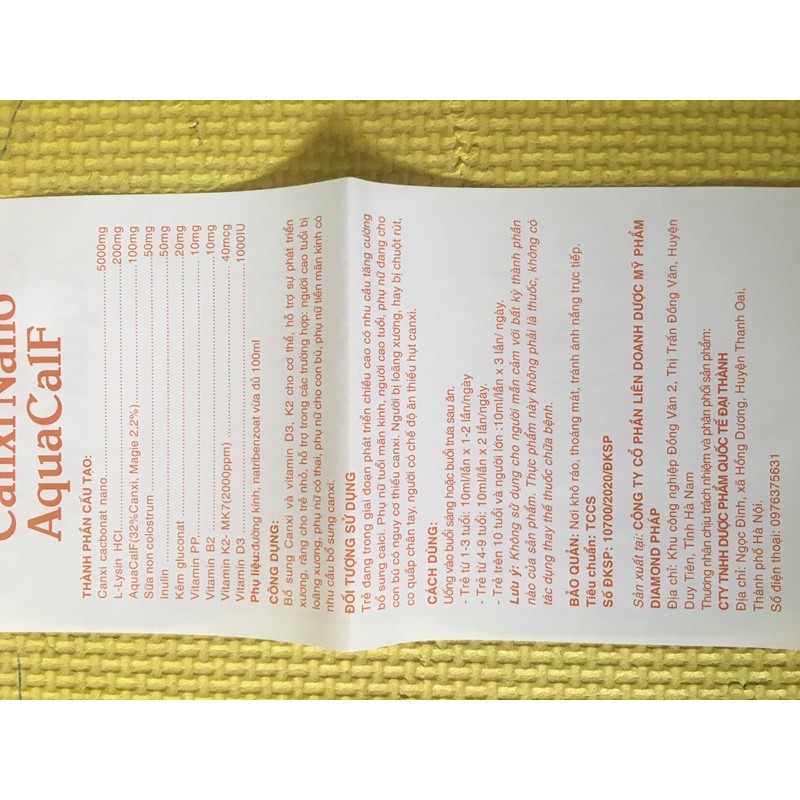 Canxi Nano
AquaCalF
THÀNH PHẦN CẤU TẠO:
Canxi cacbonat nano..........5000mg
L-Lysin HCl..........200mg
AquaCalF(32%Canxi, Magie 2,2%)..........100mg
Sữa non colostrum..........50mg
Inulin..........50mg
Kẽm gluconat..........20mg
Vitamin PP..........10mg
Vitamin B2..........10mg
Vitamin K2- MK7(2000ppm)..........40mcg
Vitamin D3..........1000IU
Phụ liệu:đường kính, natribenzoat vừa đủ 100ml
CÔNG DỤNG:
Bổ sung Canxi và vitamin D3, K2 cho cơ thể, hỗ trợ sự phát triển
xương, răng cho trẻ nhỏ, hỗ trợ trong các trường hợp: người cao tuổi bị
loãng xương, phụ nữ có thai, phụ nữ cho con bú, phụ nữ tiền mãn kinh có
nhu cầu bổ sung canxi.
ĐỐI TƯỢNG SỬ DỤNG
Trẻ đang trong giai đoạn phát triển chiều cao có nhu cầu tăng cường
bổ sung calci. Phụ nữ tuổi mãn kinh, người cao tuổi, phụ nữ đang cho
con bú có nguy cơ thiếu canxi. Người bị loãng xương, hay bị chuột rút,
co quắp chân tay, người có chế độ ăn thiếu hụt canxi.
CÁCH DÙNG:
Uống vào buổi sáng hoặc buổi trưa sau ăn.
- Trẻ từ 1-3 tuổi: 10ml/lần x 1-2 lần/ngày
- Trẻ từ 4-9 tuổi: 10ml/lần x 2 lần/ngày.
- Trẻ trên 10 tuổi và người lớn :10ml/lần x 3 lần/ ngày.
Lưu ý: Không sử dụng cho người mẫn cảm với bất kỳ thành phần
nào của sản phẩm. Thực phẩm này không phải là thuốc, không có
tác dụng thay thế thuốc chữa bệnh.
BẢO QUẢN: Nơi khô ráo, thoáng mát, tránh ánh nắng trực tiếp.
Tiêu chuẩn: TCCS
Số ĐKSP: 10700/2020/ĐKSP
Sản xuất tại: CÔNG TY CỔ PHẦN LIÊN DOANH DƯỢC MỸ PHẨM
DIAMOND PHÁP
Địa chỉ: Khu công nghiệp Đồng Văn 2, Thị Trấn Đồng Văn, Huyện
Duy Tiên, Tỉnh Hà Nam
Thương nhân chịu trách nhiệm và phân phối sản phẩm:
CTY TNHH DƯỢC PHẨM QUỐC TẾ ĐẠI THÀNH
Địa chỉ: Ngọc Đình, xã Hồng Dương, Huyện Thanh Oai,
Thành phố Hà Nội.
Số điện thoại: 0976375631